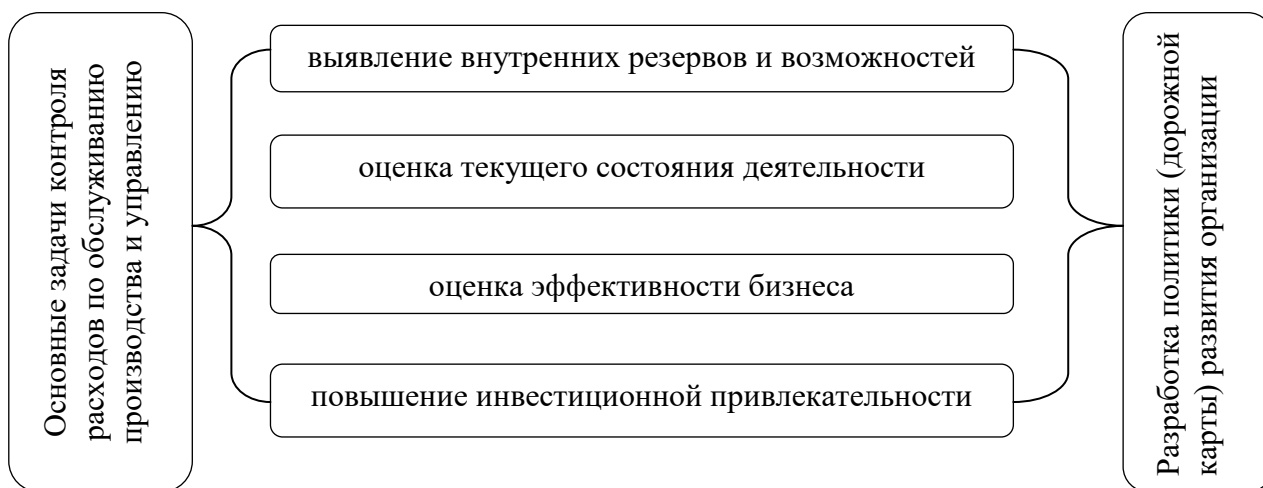 Основные задачи контроля
расходов по обслуживанию
производства и управлению
выявление внутренних резервов и возможностей
оценка текущего состояния деятельности
оценка эффективности бизнеса
повышение инвестиционной привлекательности
Разработка политики (дорожной
карты) развития организации